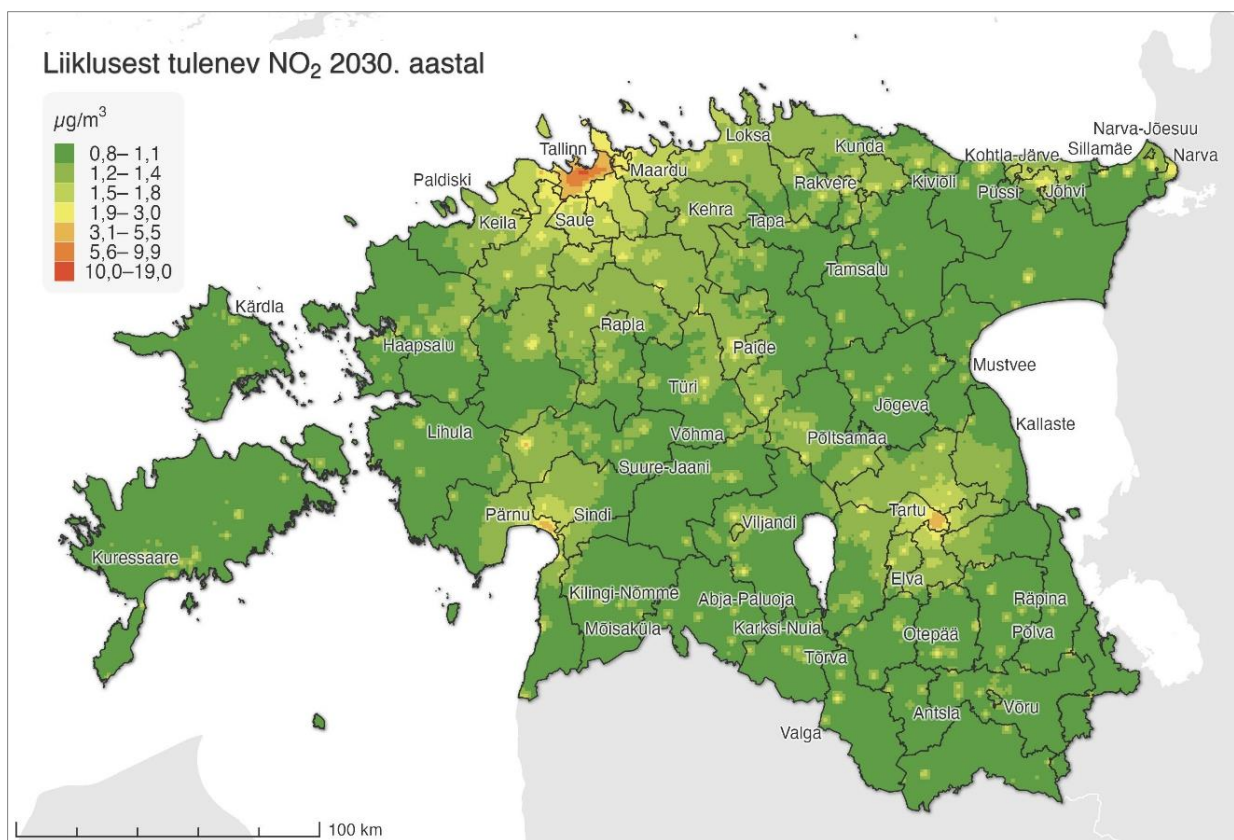 Liiklusest tulenev NO₂ 2030. aastal
µg/m³
0,8– 1,1
1,2– 1,4
1,5– 1,8
1,9– 3,0
3,1– 5,5
5,6– 9,9
10,0–19,0
Tallinn
Loksa
Narva-Jõesuu
Kunda
Sillamäe
Narva
Kohtla-Järve
Maardu
Paldiski
Rakvere
Kivioli
Püssi
Jõhvi
Keila
Saue
Kehra
Tapa
Tamsalu
Kärdla
Rapla
Haapsalu
Paide
Mustvee
Türi
Jõgeva
Kallaste
Lihula
Võhma
Põltsamaa
Suure-Jaani
Pärnu
Sindi
Viljandi
Tartu
Kuressaare
Elva
Kilingi-Nõmme
Abja-Paluoja
Räpina
Mõisaküla
Karksi-Nuia
Otepää
Põlva
Tõrva
Antsla
Võru
Valga
100 km